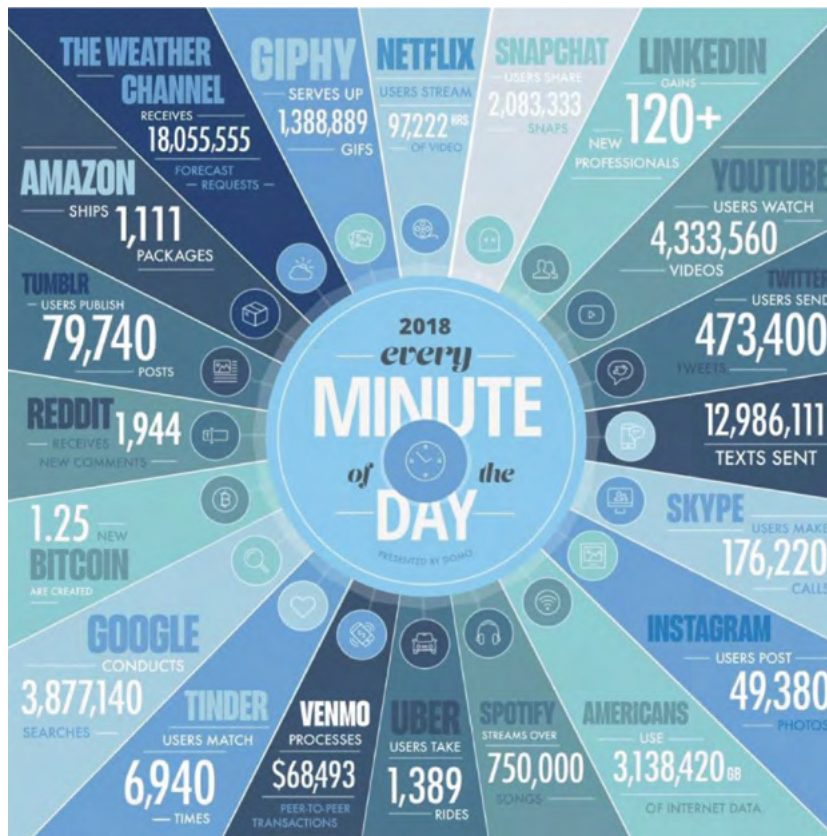 2018
every
MINUTE
of the
DAY
PRESENTED BY DOMO
THE WEATHER
CHANNEL
RECEIVES
18,055,555
FORECAST
REQUESTS
GIPHY
SERVES UP
1,388,889
GIFS
NETFLIX
USERS STREAM
97,222 HRS
OF VIDEO
SNAPCHAT
USERS SHARE
2,083,333
SNAPS
LINKEDIN
GAINS
NEW 120+
PROFESSIONALS
YOUTUBE
USERS WATCH
4,333,560
VIDEOS
TWITTER
USERS SEND
473,400
TWEETS
12,986,111
TEXTS SENT
SKYPE
USERS MAKE
176,220
CALLS
INSTAGRAM
USERS POST
49,380
PHOTOS
AMERICANS
USE
3,138,420 GB
OF INTERNET DATA
SPOTIFY
STREAMS OVER
750,000
SONGS
UBER
USERS TAKE
1,389
RIDES
VENMO
PROCESSES
$68,493
PEER-TO-PEER
TRANSACTIONS
TINDER
USERS MATCH
6,940
TIMES
GOOGLE
CONDUCTS
3,877,140
SEARCHES
1.25 NEW
BITCOIN
ARE CREATED
REDDIT
RECEIVES 1,944
NEW COMMENTS
TUMBLR
USERS PUBLISH
79,740
POSTS
AMAZON
SHIPS 1,111
PACKAGES